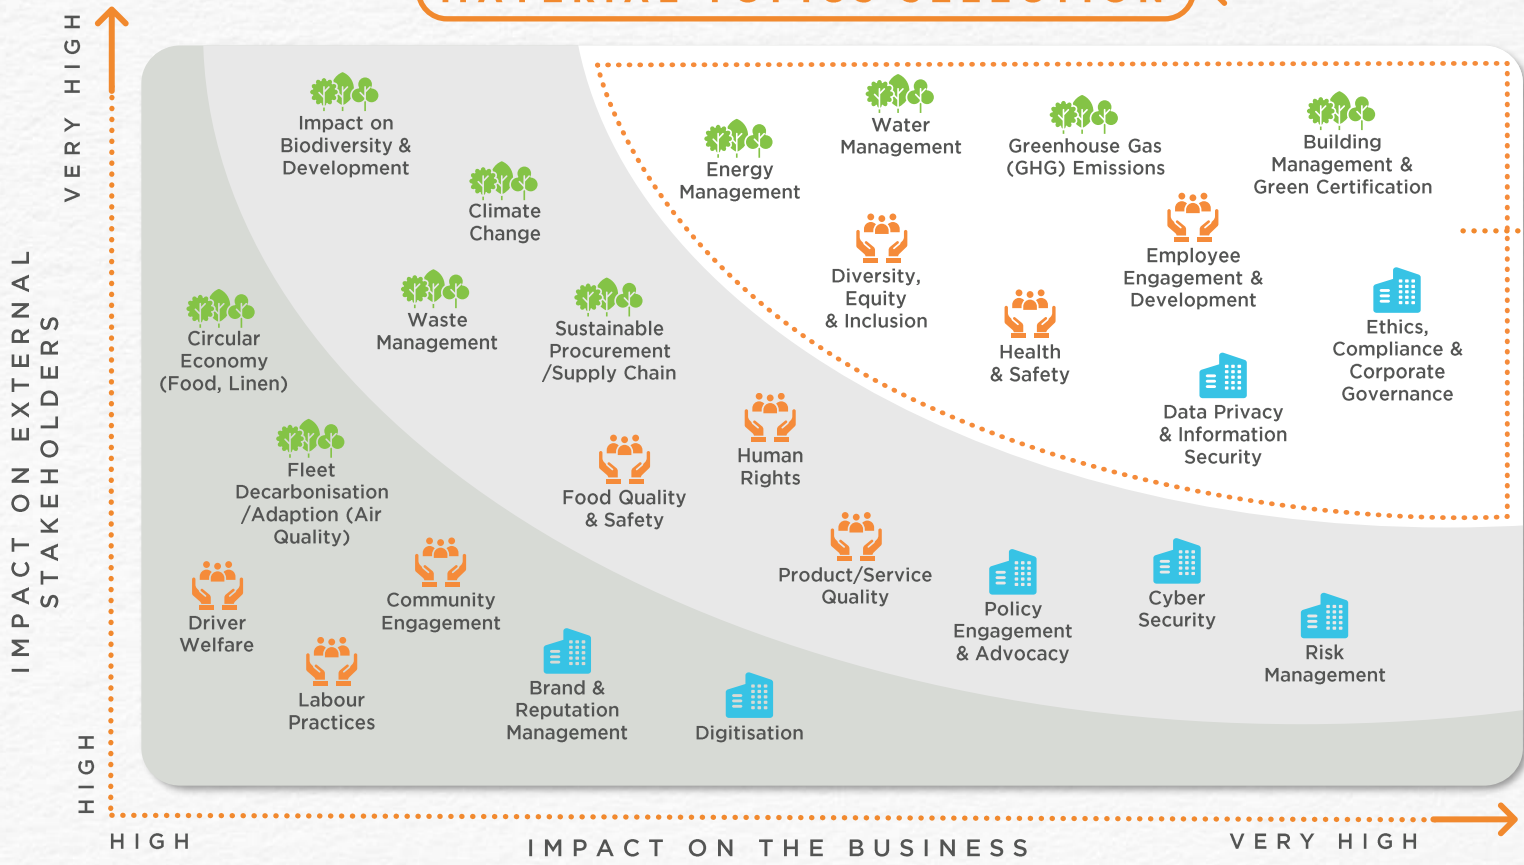 MATERIAL TOPICS SELECTION
VERY HIGH
HIGH
IMPACT ON EXTERNAL
STAKEHOLDERS
Impact on
Biodiversity &
Development
Climate
Change
Energy
Management
Water
Management
Greenhouse Gas
(GHG) Emissions
Building
Management &
Green Certification
Diversity,
Equity
& Inclusion
Employee
Engagement &
Development
Health
& Safety
Ethics,
Compliance &
Corporate
Governance
Data Privacy
& Information
Security
Circular
Economy
(Food, Linen)
Waste
Management
Sustainable
Procurement
/Supply Chain
Human
Rights
Food Quality
& Safety
Fleet
Decarbonisation
/Adaption (Air
Quality)
Driver
Welfare
Community
Engagement
Labour
Practices
Brand &
Reputation
Management
Digitisation
Product/Service
Quality
Policy
Engagement
& Advocacy
Cyber
Security
Risk
Management
HIGH
IMPACT ON THE BUSINESS
VERY HIGH